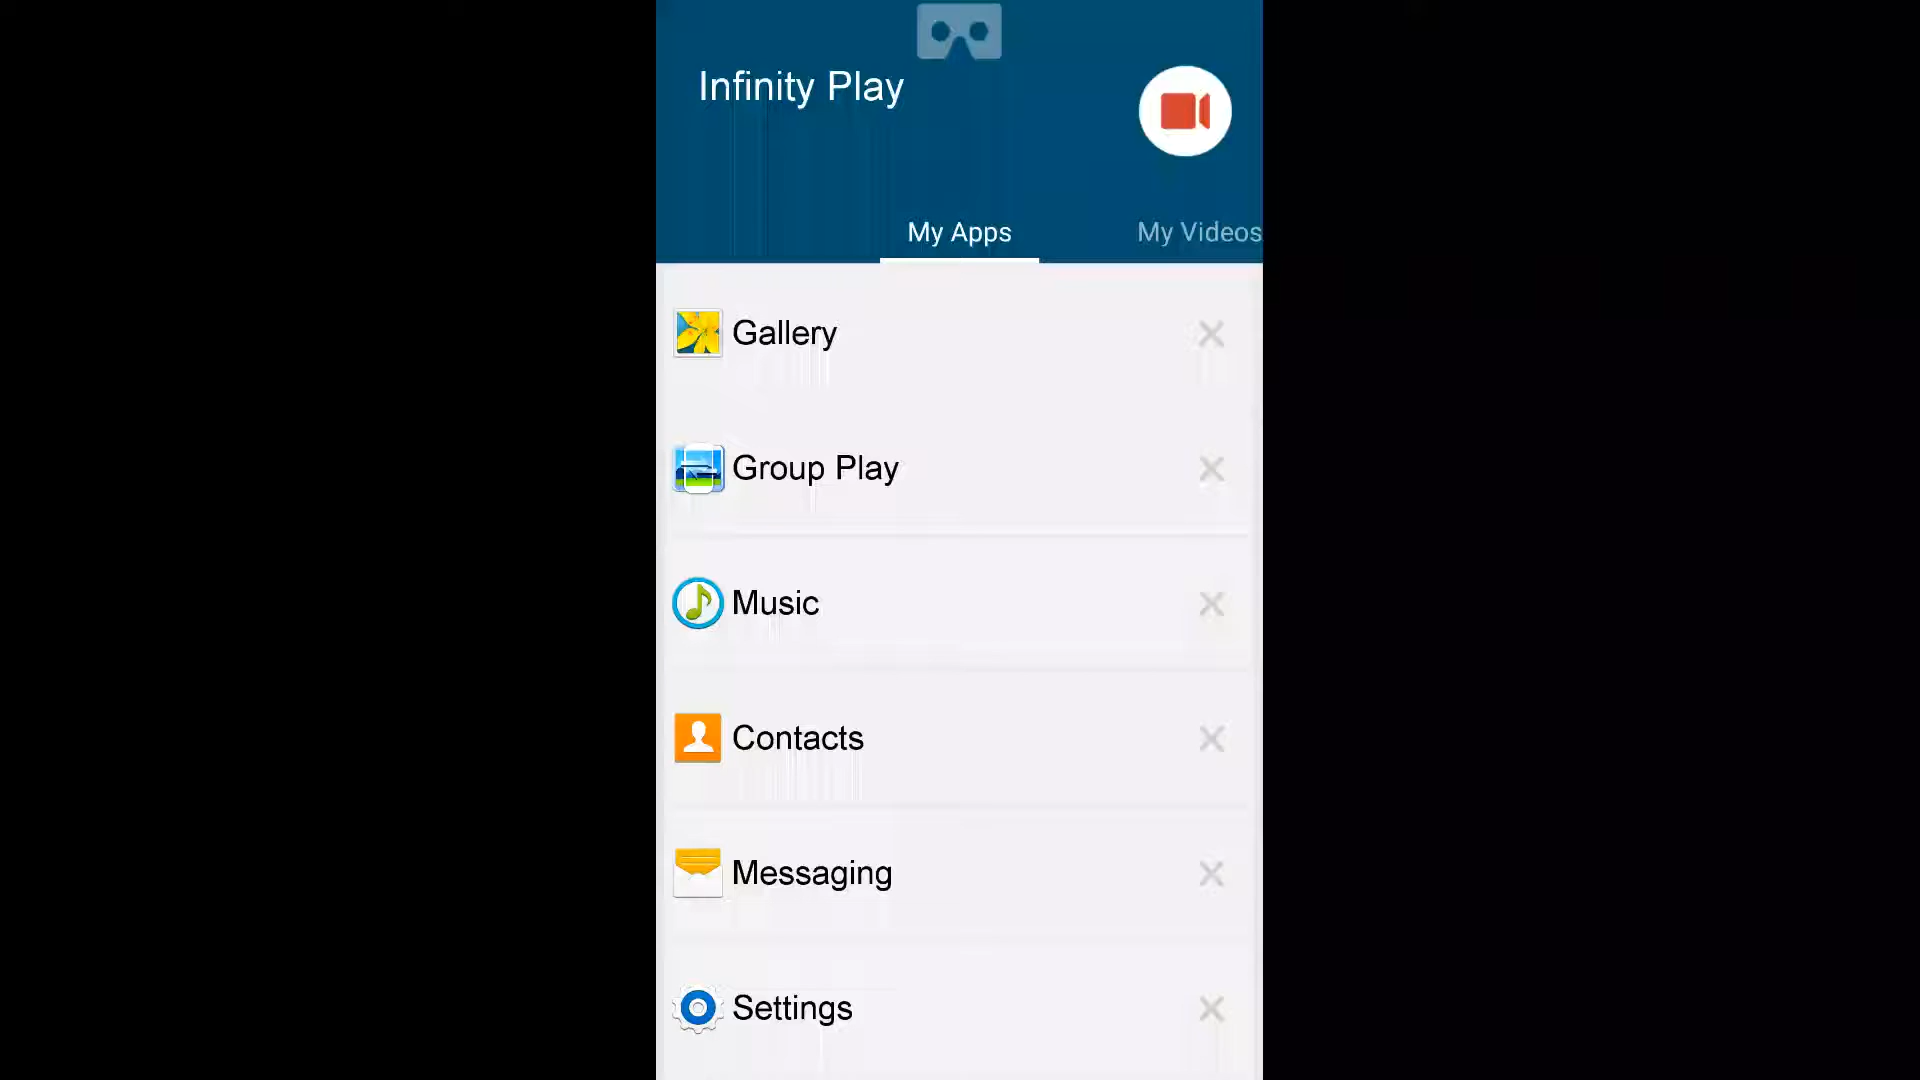 Infinity Play
My Apps
My Videos
Gallery
Group Play
Music
Contacts
Messaging
Settings